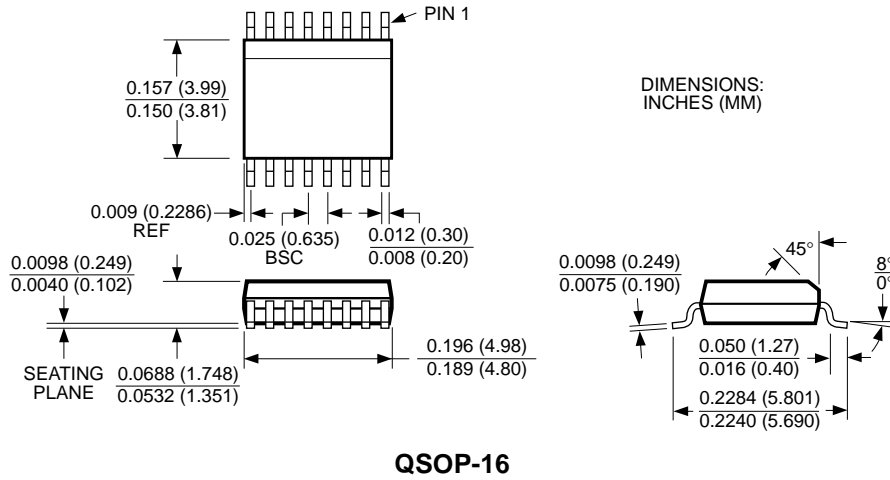 PIN 1
0.157 (3.99)
0.150 (3.81)
DIMENSIONS:
INCHES (MM)
0.009 (0.2286)
REF
0.025 (0.635)
BSC
0.012 (0.30)
0.008 (0.20)
0.0098 (0.249)
0.0040 (0.102)
SEATING
PLANE
0.0688 (1.748)
0.0532 (1.351)
0.196 (4.98)
0.189 (4.80)
0.0098 (0.249)
0.0075 (0.190)
45°
8°
0°
0.050 (1.27)
0.016 (0.40)
0.2284 (5.801)
0.2240 (5.690)
QSOP-16